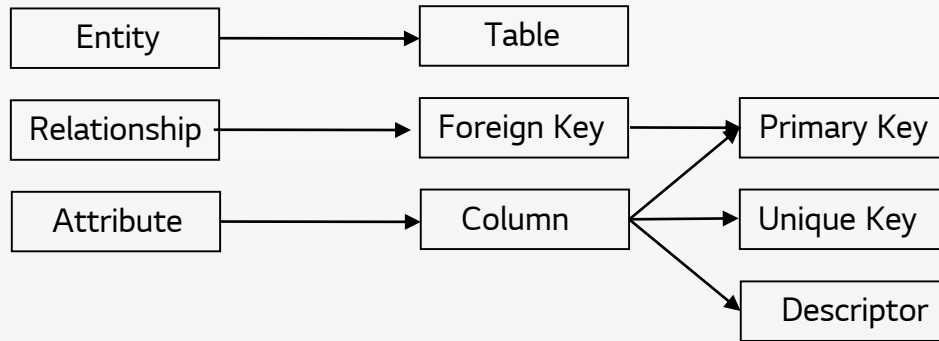 Entity
Table
Relationship
Foreign Key
Primary Key
Attribute
Column
Unique Key
Descriptor